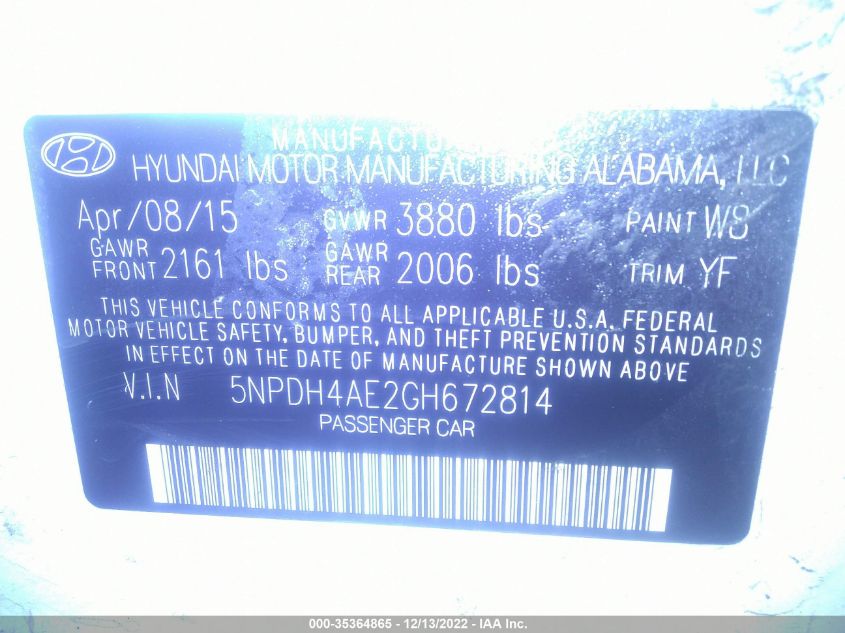 MANUFACTU
HYUNDAI MOTOR MANUFACTURING ALABAMA, LLC
Apr/08/15 GVWR 3880 lbs PAINT W8
GAWR FRONT 2161 lbs GAWR REAR 2006 lbs TRIM YF
THIS VEHICLE CONFORMS TO ALL APPLICABLE U.S.A. FEDERAL
MOTOR VEHICLE SAFETY, BUMPER, AND THEFT PREVENTION STANDARDS
IN EFFECT ON THE DATE OF MANUFACTURE SHOWN ABOVE
V.I.N 5NPDH4AE2GH672814
PASSENGER CAR
000-35364865 - 12/13/2022 - IAA Inc.